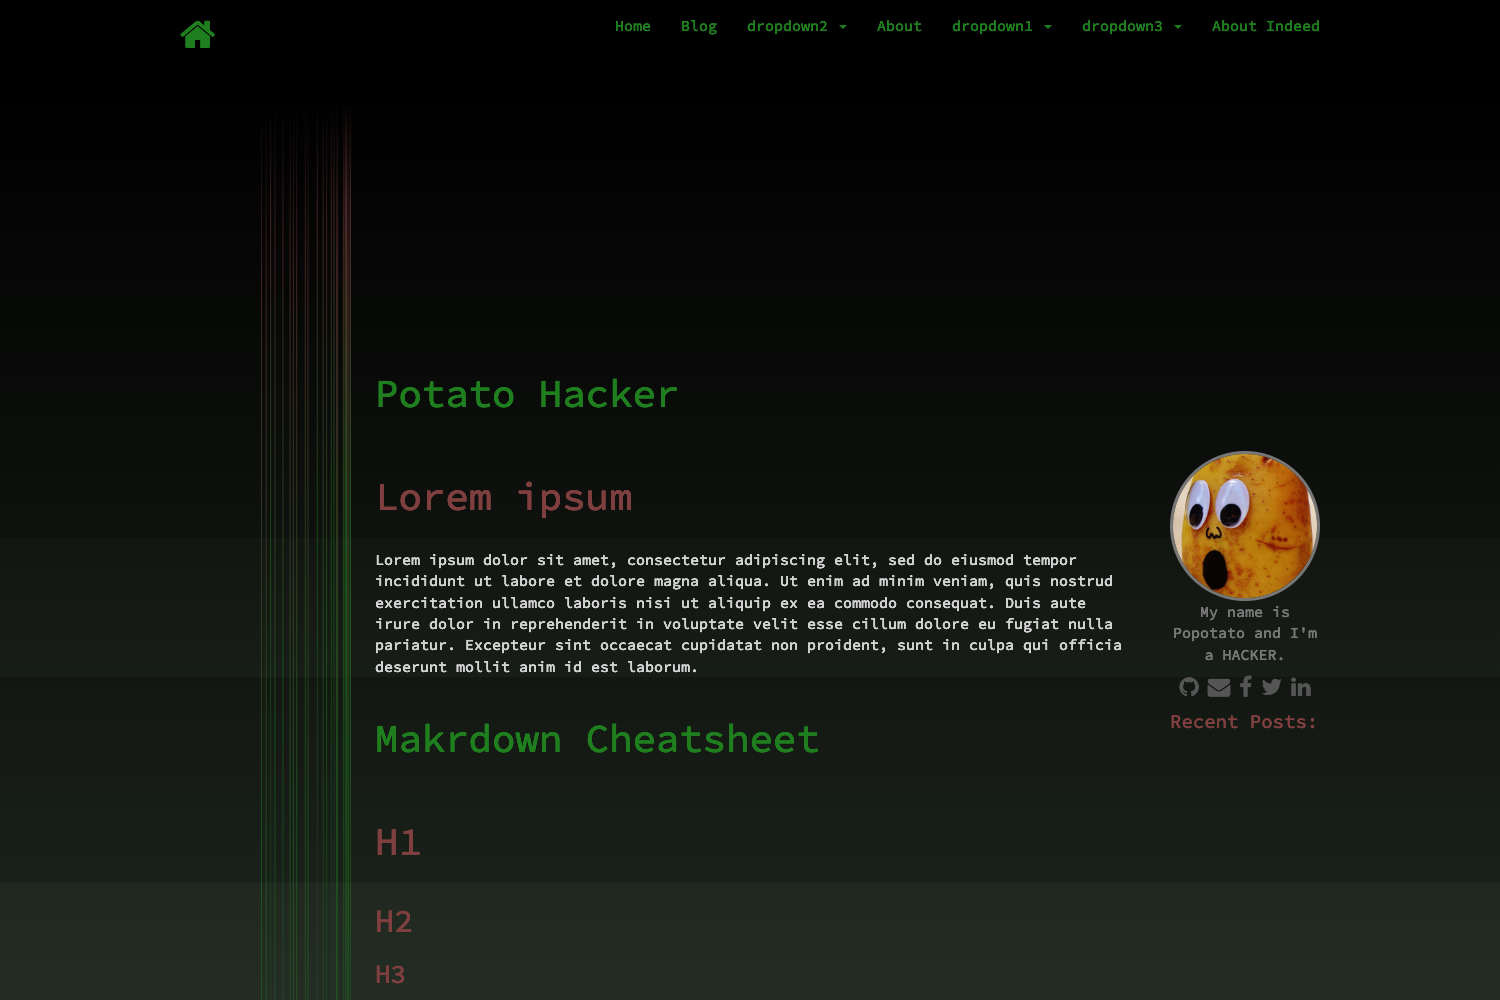 Home Blog dropdown2 About dropdown1 dropdown3 About Indeed
Potato Hacker
Lorem ipsum
Lorem ipsum dolor sit amet, consectetur adipiscing elit, sed do eiusmod tempor
incididunt ut labore et dolore magna aliqua. Ut enim ad minim veniam, quis nostrud
exercitation ullamco laboris nisi ut aliquip ex ea commodo consequat. Duis aute
irure dolor in reprehenderit in voluptate velit esse cillum dolore eu fugiat nulla
pariatur. Excepteur sint occaecat cupidatat non proident, sunt in culpa qui officia
deserunt mollit anim id est laborum.
Makrdown Cheatsheet
H1
H2
H3
My name is
Popotato and I'm
a HACKER.
Recent Posts: